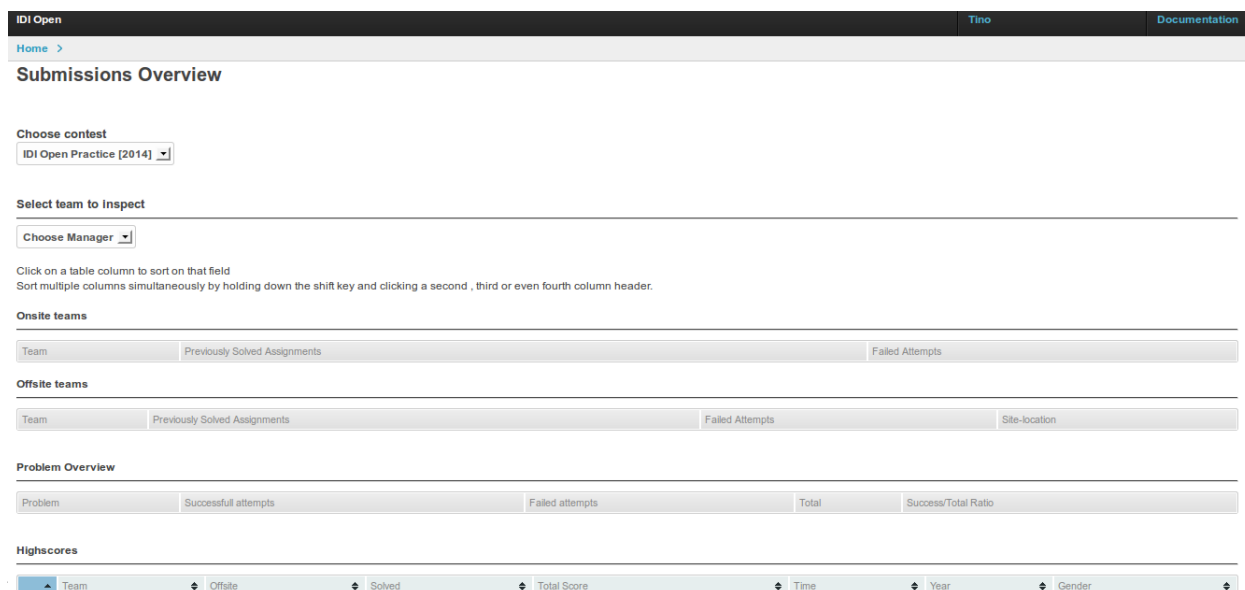 IDI Open Tino Documentation
Home >
Submissions Overview
Choose contest
IDI Open Practice [2014]
Select team to inspect
Choose Manager
Click on a table column to sort on that field
Sort multiple columns simultaneously by holding down the shift key and clicking a second , third or even fourth column header.
Onsite teams
Team Previously Solved Assignments Failed Attempts
Offsite teams
Team Previously Solved Assignments Failed Attempts Site-location
Problem Overview
Problem Successfull attempts Failed attempts Total Success/Total Ratio
Highscores
Team Offsite Solved Total Score Time Year Gender